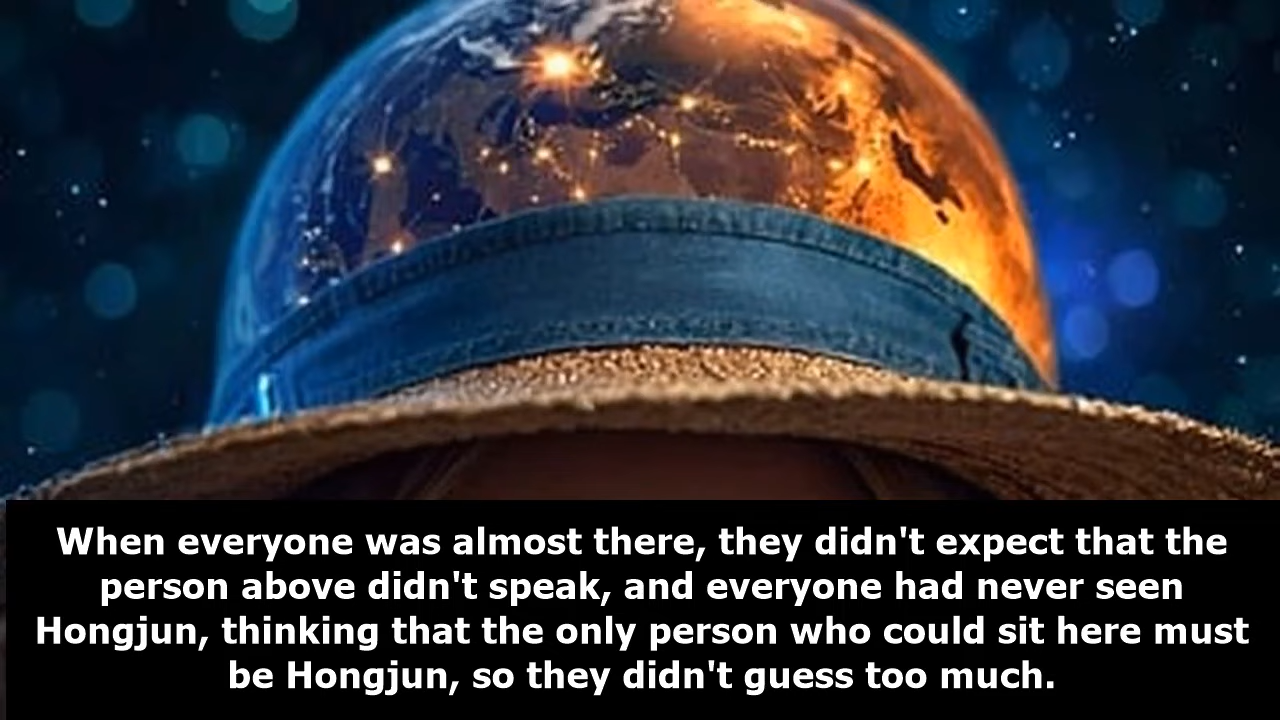 When everyone was almost there, they didn't expect that the
person above didn't speak, and everyone had never seen
Hongjun, thinking that the only person who could sit here must
be Hongjun, so they didn't guess too much.